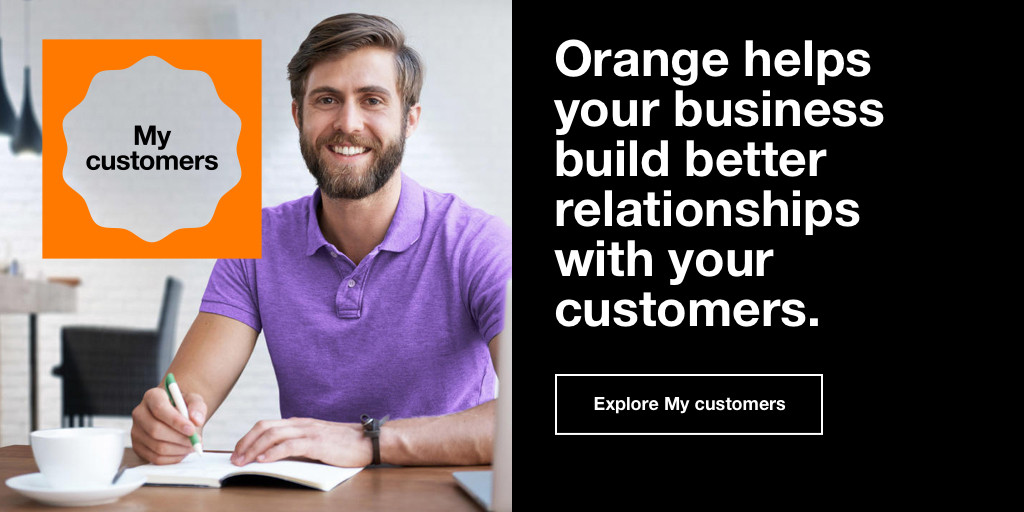 My
customers
Orange helps
your business
build better
relationships
with your
customers.
Explore My customers